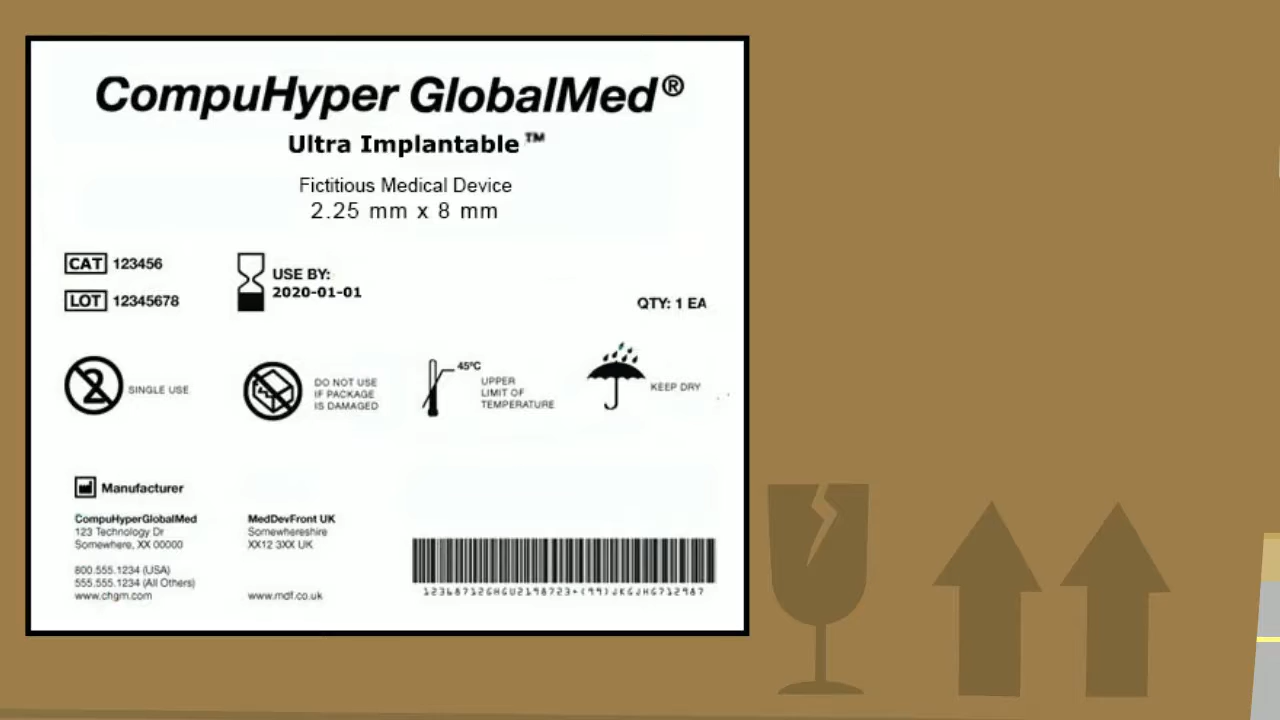 CompuHyper GlobalMed®
Ultra Implantable™
Fictitious Medical Device
2.25 mm x 8 mm
CAT 123456
LOT 12345678
USE BY:
2020-01-01
QTY: 1 EA
2 SINGLE USE
DO NOT USE
IF PACKAGE
IS DAMAGED
45ºC
UPPER
LIMIT OF
TEMPERATURE
KEEP DRY
Manufacturer
CompuHyperGlobalMed
123 Technology Dr
Somewhere, XX 00000
800.555.1234 (USA)
555.555.1234 (All Others)
www.chgm.com
MedDevFront UK
Somewhereshire
XX12 3XX UK
www.mdf.co.uk